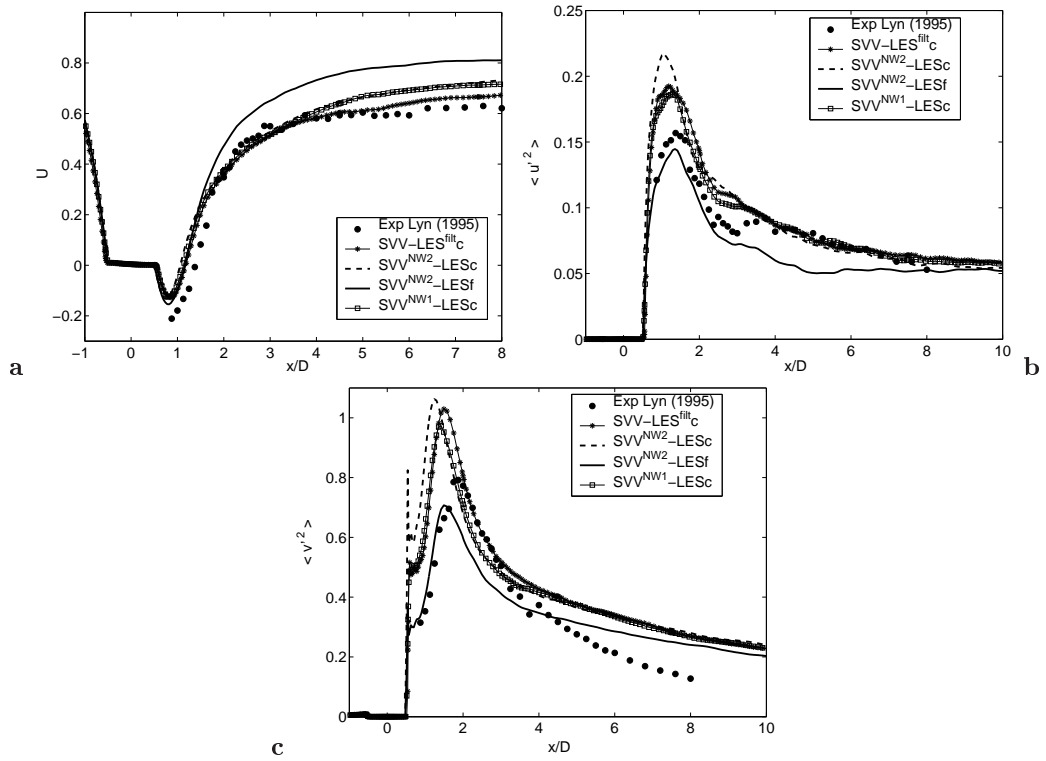 0.8
0.6
0.4
0.2
0
−0.2
U
−1 0 1 2 3 4 5 6 7 8
x/D
Exp Lyn (1995)
SVV−LES^filt c
SVV^NW2−LESc
SVV^NW2−LESf
SVV^NW1−LESc
a
0.25
0.2
0.15
0.1
0.05
0
< u'^2 >
0 2 4 6 8 10
x/D
Exp Lyn (1995)
SVV−LES^filt c
SVV^NW2−LESc
SVV^NW2−LESf
SVV^NW1−LESc
b
1
0.8
0.6
0.4
0.2
0
< v'^2 >
0 2 4 6 8 10
x/D
Exp Lyn (1995)
SVV−LES^filt c
SVV^NW2−LESc
SVV^NW2−LESf
SVV^NW1−LESc
c